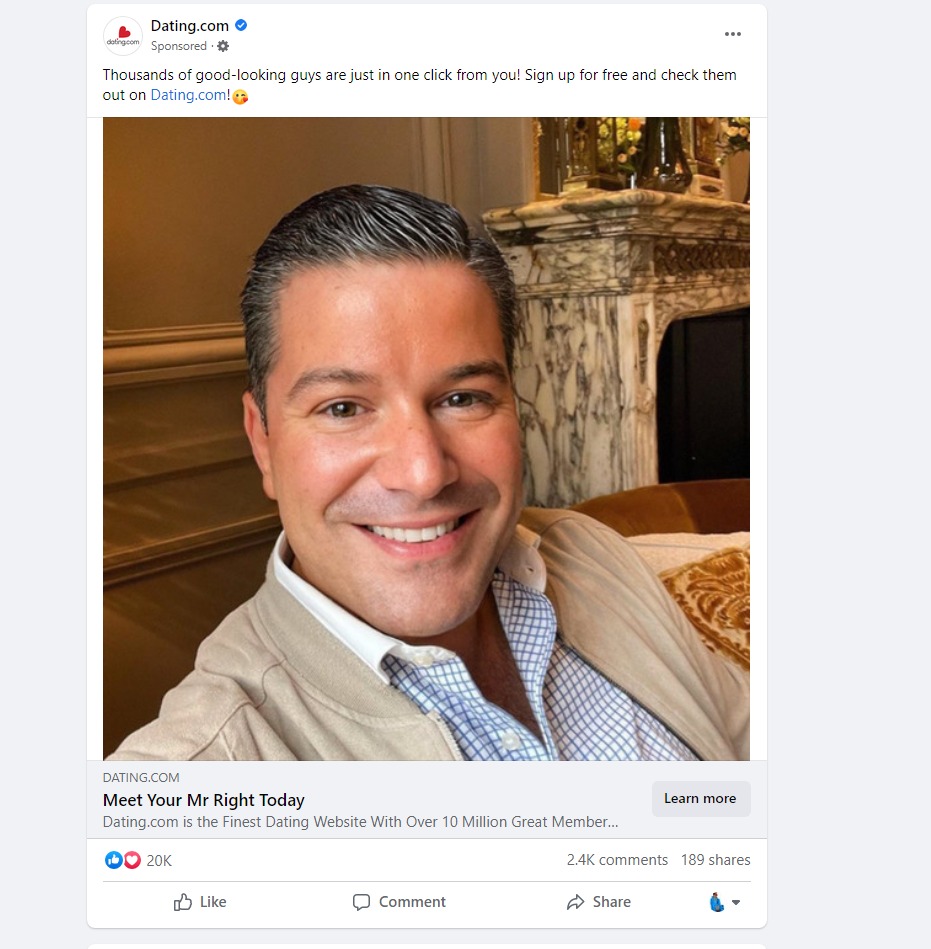 dating.com
Dating.com
Sponsored ·
Thousands of good-looking guys are just in one click from you! Sign up for free and check them
out on Dating.com!😋
DATING.COM
Meet Your Mr Right Today
Dating.com is the Finest Dating Website With Over 10 Million Great Member...
Learn more
20K
2.4K comments 189 shares
Like Comment Share